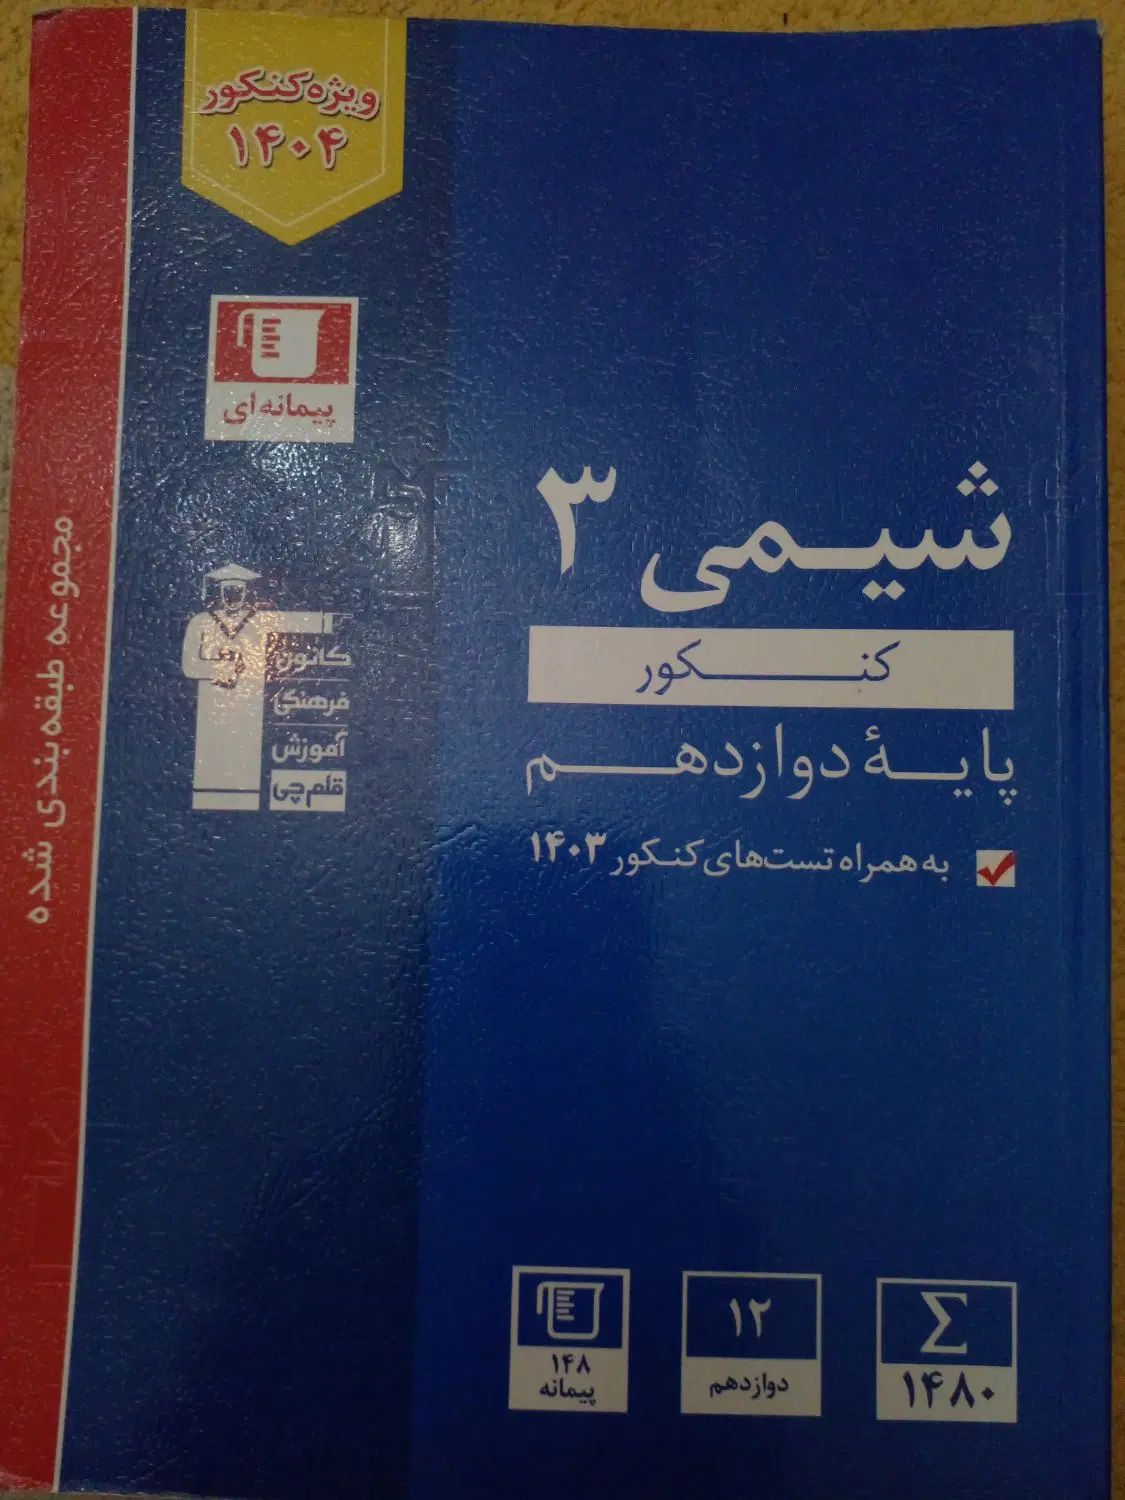 ویژه کنکور
۱۴۰۴
پیمانه‌ای
شیمی ۳
کنکور
پایهٔ دوازدهم
به همراه تست‌های کنکور ۱۴۰۳
کانون
فرهنگی
آموزش
قلم‌چی
مجموعه طبقه‌بندی شده
Σ
۱۴۸۰
۱۲
دوازدهم
۱۴۸
پیمانه